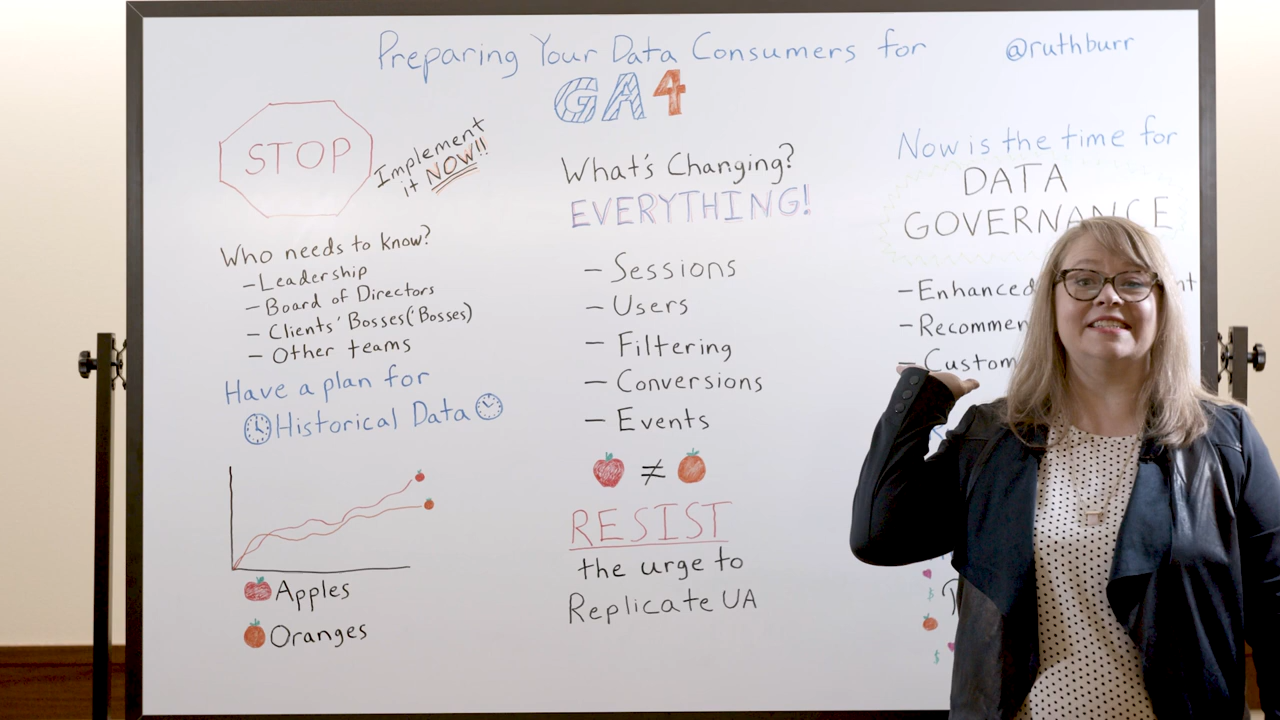 Preparing Your Data Consumers for
GA4
@ruthburr
STOP
Implement
it NOW!!
Who needs to know?
- Leadership
- Board of Directors
- Clients' Bosses('Bosses)
- Other teams
Have a plan for
Historical Data
Apples
Oranges
What's Changing?
EVERYTHING!
- Sessions
- Users
- Filtering
- Conversions
- Events
≠
RESIST
the urge to
Replicate UA
Now is the time for
DATA
GOVERNANCE
- Enhanced
- Recommen
- Custom